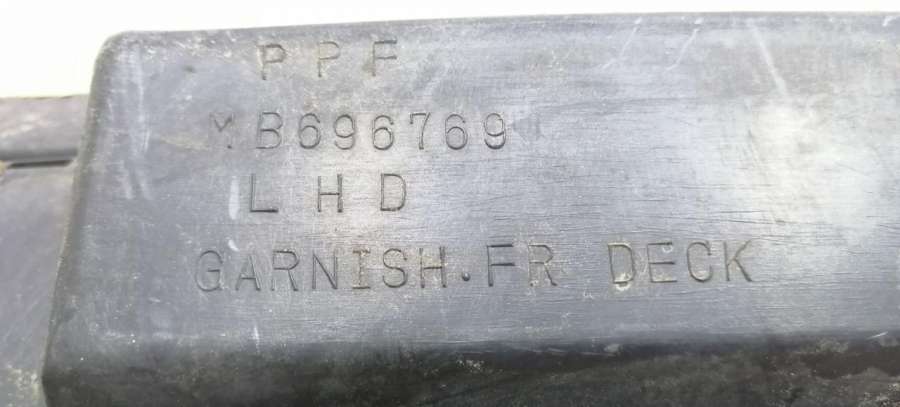 PPF
MB696769
LHD
GARNISH.FR DECK